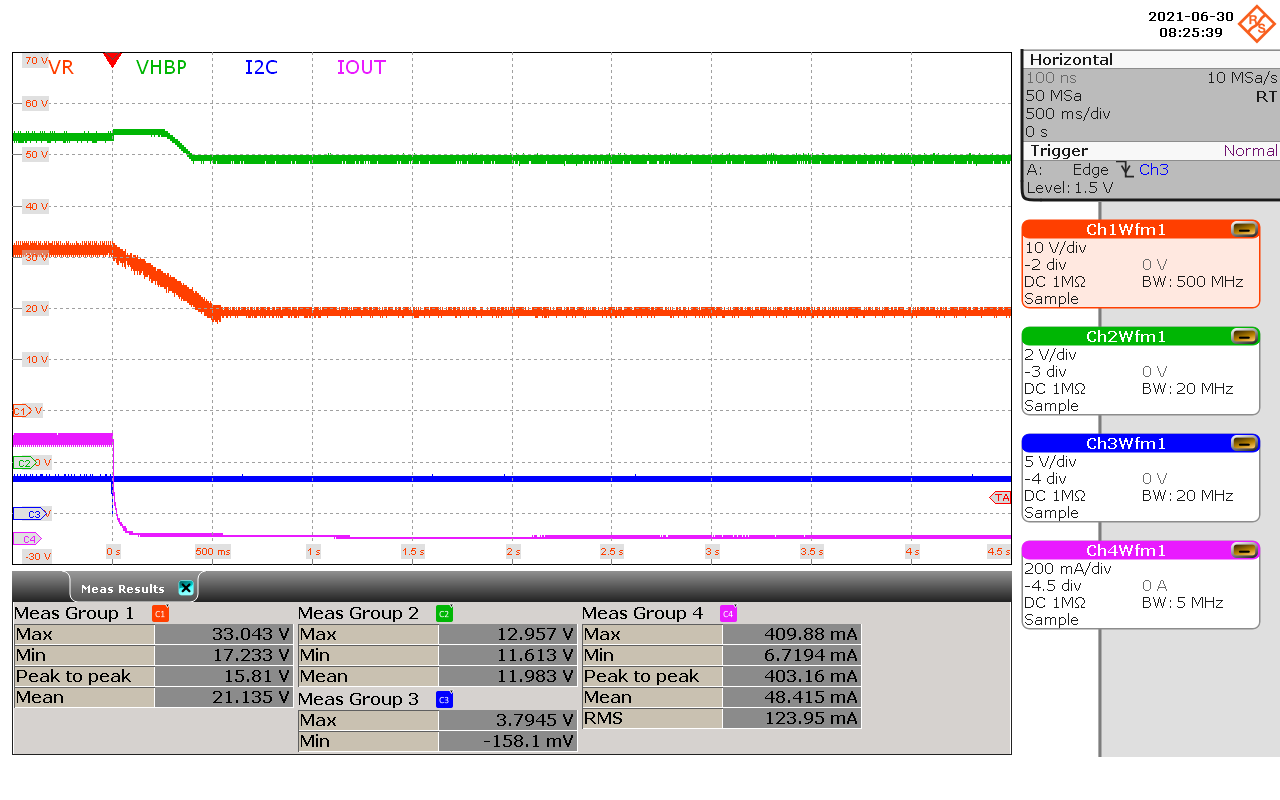 2021-06-30
08:25:39
R&S
VR VHBP I2C IOUT
70 V
60 V
50 V
40 V
30 V
20 V
10 V
C1 V
C2 0 V
C3 V
C4
-30 V
TA
0 s 500 ms 1 s 1.5 s 2 s 2.5 s 3 s 3.5 s 4 s 4.5 s
Horizontal
100 ns 10 MSa/s
50 MSa RT
500 ms/div
0 s
Trigger Normal
A: Edge Ch3
Level: 1.5 V
Ch1Wfm1
10 V/div
-2 div 0 V
DC 1MΩ BW: 500 MHz
Sample
Ch2Wfm1
2 V/div
-3 div 0 V
DC 1MΩ BW: 20 MHz
Sample
Ch3Wfm1
5 V/div
-4 div 0 V
DC 1MΩ BW: 20 MHz
Sample
Ch4Wfm1
200 mA/div
-4.5 div 0 A
DC 1MΩ BW: 5 MHz
Sample
Meas Results
Meas Group 1 C1
Max 33.043 V
Min 17.233 V
Peak to peak 15.81 V
Mean 21.135 V
Meas Group 2 C2
Max 12.957 V
Min 11.613 V
Mean 11.983 V
Meas Group 3 C3
Max 3.7945 V
Min -158.1 mV
Meas Group 4 C4
Max 409.88 mA
Min 6.7194 mA
Peak to peak 403.16 mA
Mean 48.415 mA
RMS 123.95 mA